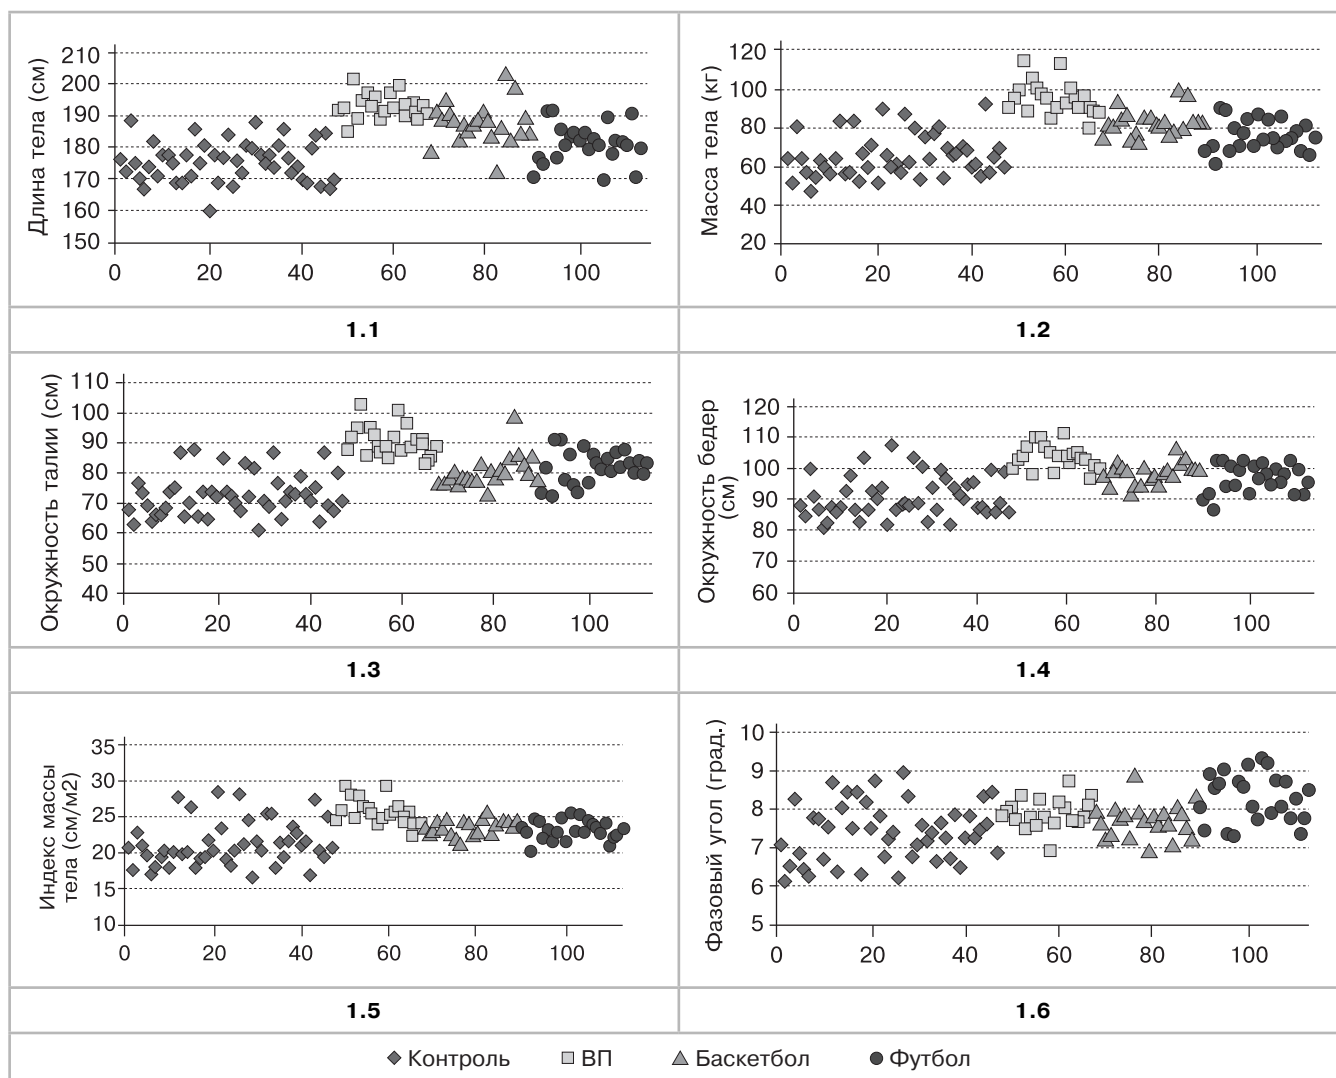 Длина тела (см)
210
200
190
180
170
160
150
0 20 40 60 80 100
Масса тела (кг)
120
100
80
60
40
20
0 20 40 60 80 100
1.1 1.2
Окружность талии (см)
110
100
90
80
70
60
50
40
0 20 40 60 80 100
Окружность бедер
(см)
120
110
100
90
80
70
60
0 20 40 60 80 100
1.3 1.4
Индекс массы
тела (см/м2)
35
30
25
20
15
10
0 20 40 60 80 100
Фазовый угол (град.)
10
9
8
7
6
5
0 20 40 60 80 100
1.5 1.6
Контроль ВП Баскетбол Футбол